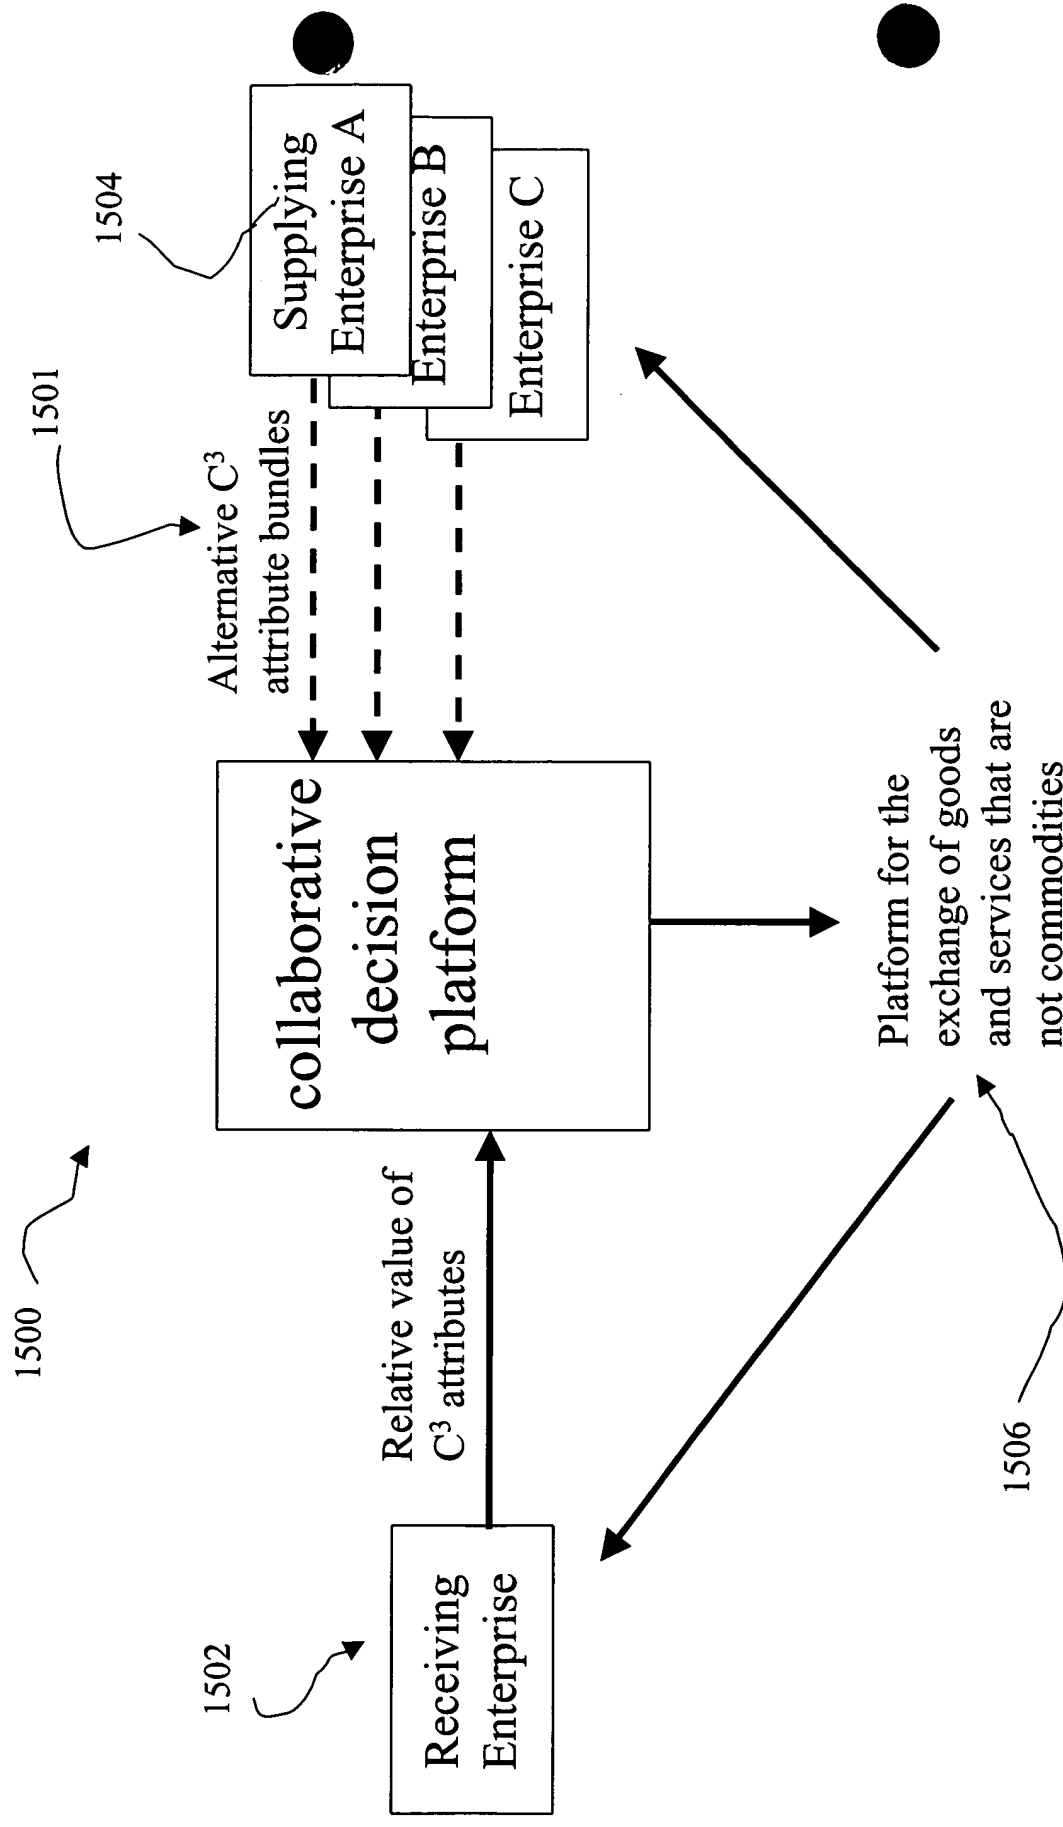 1500
1501
1504
Alternative C³
attribute bundles
Supplying
Enterprise A
Enterprise B
Enterprise C
collaborative
decision
platform
1502
Relative value of
C³ attributes
Receiving
Enterprise
Platform for the
exchange of goods
and services that are
not commodities
1506